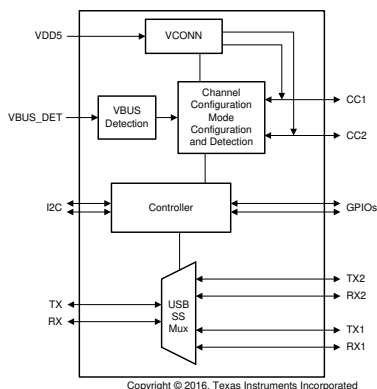 VDD5
VCONN
Channel
Configuration
Mode
Configuration
and Detection
CC1
CC2
VBUS_DET
VBUS
Detection
I2C
Controller
GPIOs
TX
RX
USB
SS
Mux
TX2
RX2
TX1
RX1
Copyright © 2016, Texas Instruments Incorporated